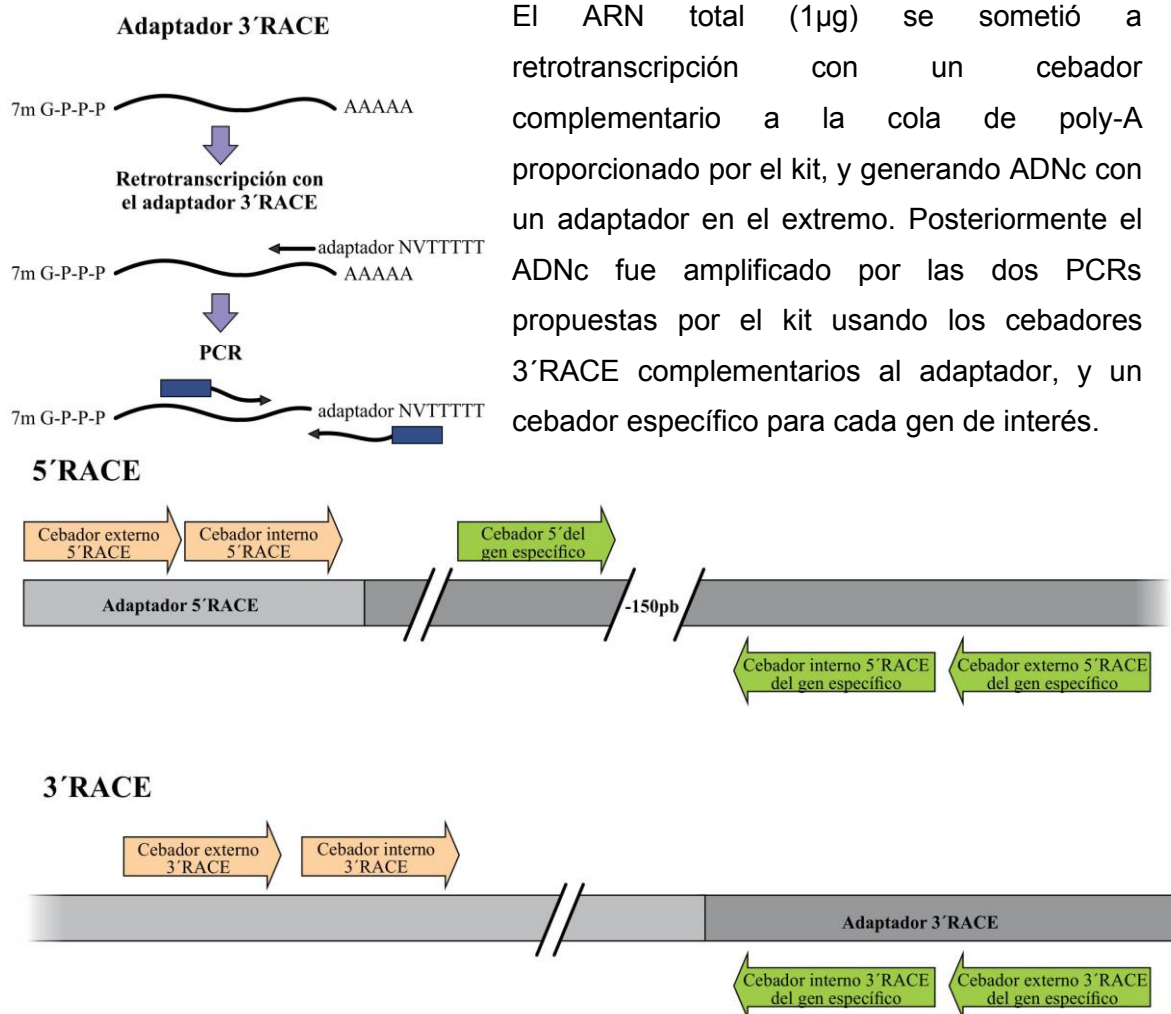 Adaptador 3´RACE
7m G-P-P-P
AAAAA
Retrotranscripción con
el adaptador 3´RACE
adaptador NVTTTTT
7m G-P-P-P
AAAAA
PCR
7m G-P-P-P
adaptador NVTTTTT
El ARN total (1µg) se sometió a
retrotranscripción con un cebador
complementario a la cola de poly-A
proporcionado por el kit, y generando ADNc con
un adaptador en el extremo. Posteriormente el
ADNc fue amplificado por las dos PCRs
propuestas por el kit usando los cebadores
3´RACE complementarios al adaptador, y un
cebador específico para cada gen de interés.
5´RACE
Cebador externo
5´RACE
Cebador interno
5´RACE
Cebador 5´del
gen específico
Adaptador 5´RACE
-150pb
Cebador interno 5´RACE
del gen específico
Cebador externo 5´RACE
del gen específico
3´RACE
Cebador externo
3´RACE
Cebador interno
3´RACE
Adaptador 3´RACE
Cebador interno 3´RACE
del gen específico
Cebador externo 3´RACE
del gen específico